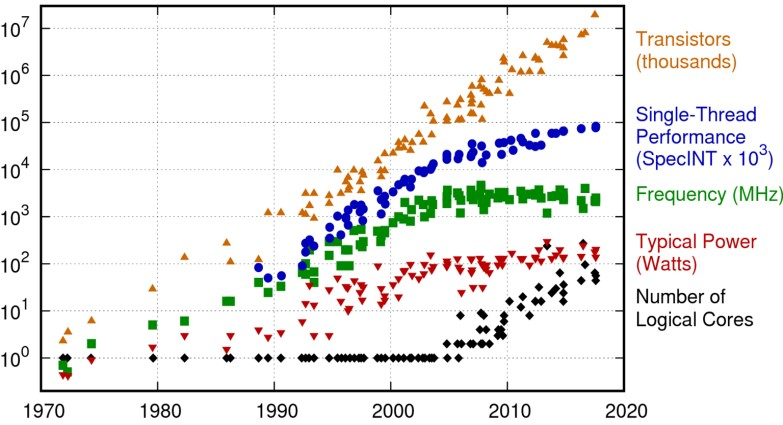 10^7
10^6
10^5
10^4
10^3
10^2
10^1
10^0
1970 1980 1990 2000 2010 2020
Transistors
(thousands)
Single-Thread
Performance
(SpecINT x 10^3)
Frequency (MHz)
Typical Power
(Watts)
Number of
Logical Cores